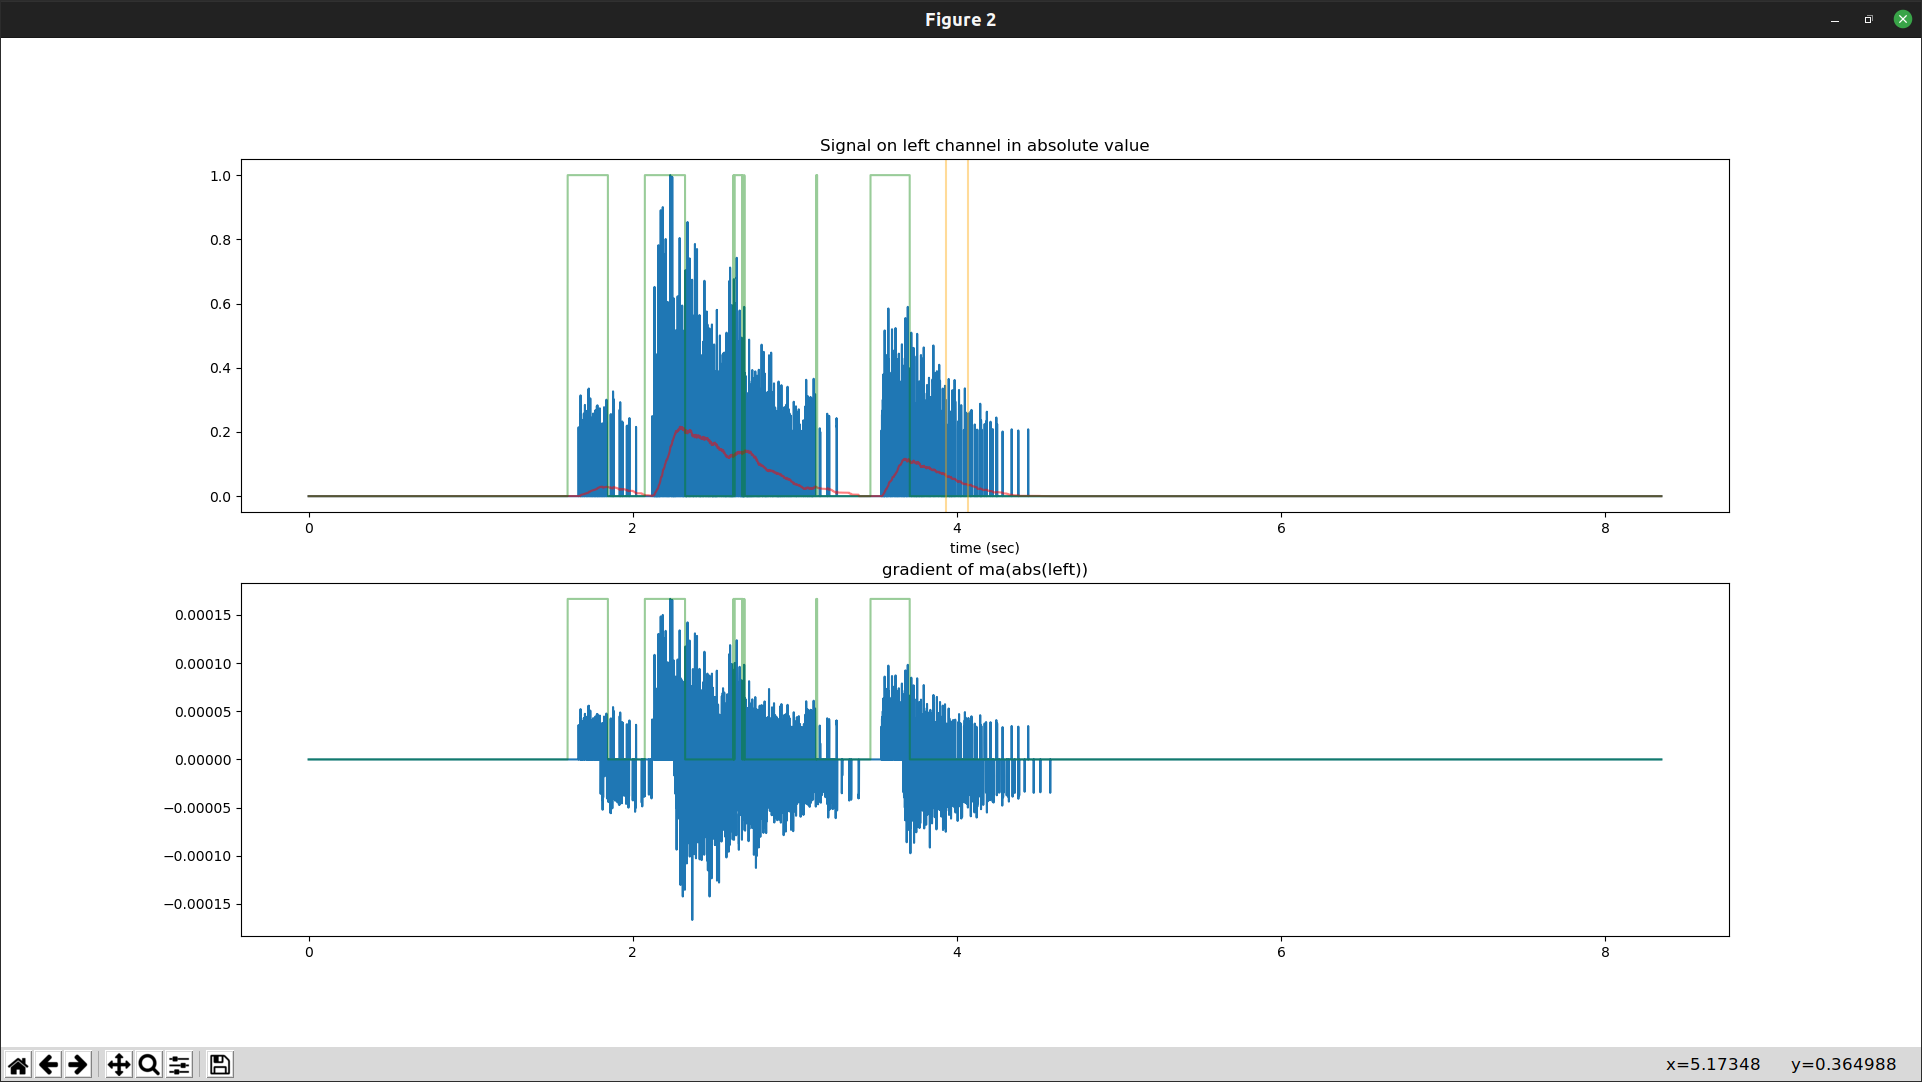 Figure 2
Signal on left channel in absolute value
1.0
0.8
0.6
0.4
0.2
0.0
0 2 4 6 8
time (sec)
gradient of ma(abs(left))
0.00015
0.00010
0.00005
0.00000
−0.00005
−0.00010
−0.00015
0 2 4 6 8
x=5.17348 y=0.364988